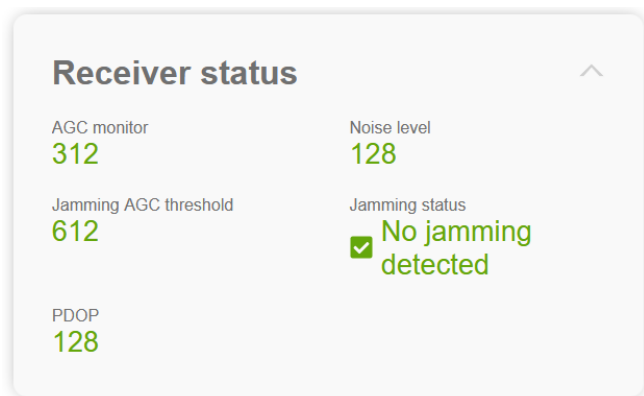 Receiver status
AGC monitor
312
Noise level
128
Jamming AGC threshold
612
Jamming status
No jamming
detected
PDOP
128